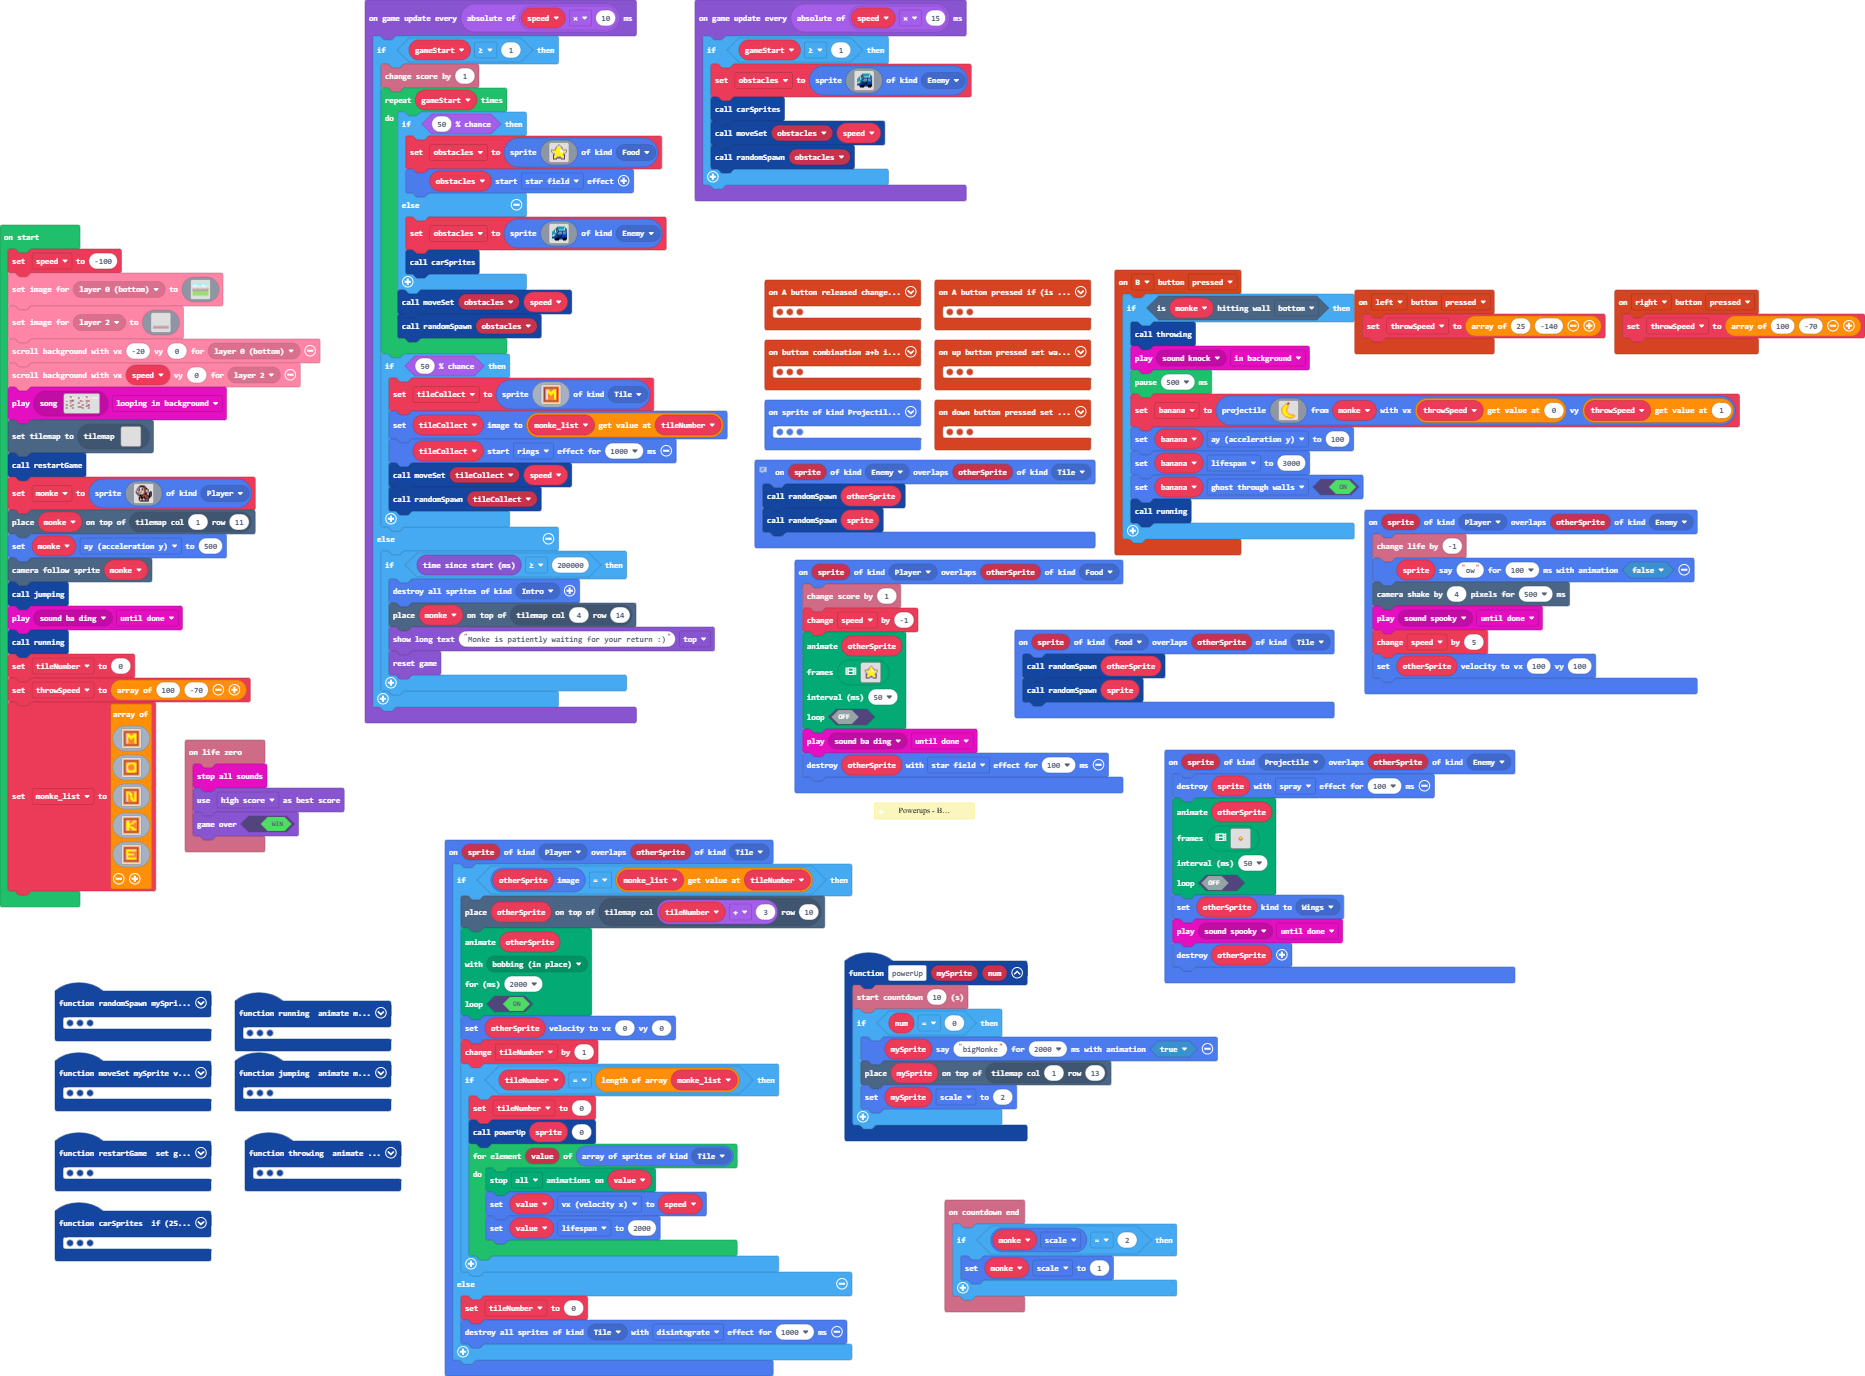 on game update every absolute of speed × 10 ms
if gameStart ≥ 1 then
change score by 1
repeat gameStart times
do if 50 % chance then
set obstacles to sprite of kind Food
obstacles start star field effect
else
set obstacles to sprite of kind Enemy
call carSprites
call moveSet obstacles speed
call randomSpawn obstacles
if 50 % chance then
set tileCollect to sprite of kind Tile
set tileCollect image to monke_list get value at tileNumber
tileCollect start rings effect for 1000 ms
call moveSet tileCollect speed
call randomSpawn tileCollect
else
if time since start (ms) ≥ 200000 then
destroy all sprites of kind Intro
place monke on top of tilemap col 4 row 14
show long text "Monke is patiently waiting for your return :)" top
reset game
on game update every absolute of speed × 15 ms
if gameStart ≥ 1 then
set obstacles to sprite of kind Enemy
call carSprites
call moveSet obstacles speed
call randomSpawn obstacles
on start
set speed to -100
set image for layer 0 (bottom) to
set image for layer 2 to
scroll background with vx -20 vy 0 for layer 0 (bottom)
scroll background with vx speed vy 0 for layer 2
play song looping in background
set tilemap to tilemap
call restartGame
set monke to sprite of kind Player
place monke on top of tilemap col 1 row 11
set monke ay (acceleration y) to 500
camera follow sprite monke
call jumping
play sound ba ding until done
call running
set tileNumber to 0
set throwSpeed to array of 100 -70
set monke_list to array of
M
O
N
K
E
on life zero
stop all sounds
use high score as best score
game over WIN
on A button released change...
on A button pressed if (is ...
on button combination a+b i...
on up button pressed set wa...
on sprite of kind Projectil...
on down button pressed set ...
on sprite of kind Enemy overlaps otherSprite of kind Tile
call randomSpawn otherSprite
call randomSpawn sprite
on B button pressed
if is monke hitting wall bottom then
call throwing
play sound knock in background
pause 500 ms
set banana to projectile from monke with vx throwSpeed get value at 0 vy throwSpeed get value at 1
set banana ay (acceleration y) to 100
set banana lifespan to 3000
set banana ghost through walls ON
call running
on left button pressed
set throwSpeed to array of 25 -140
on right button pressed
set throwSpeed to array of 100 -70
on sprite of kind Player overlaps otherSprite of kind Enemy
change life by -1
sprite say "ow" for 100 ms with animation false
camera shake by 4 pixels for 500 ms
play sound spooky until done
change speed by 5
set otherSprite velocity to vx 100 vy 100
on sprite of kind Player overlaps otherSprite of kind Food
change score by 1
change speed by -1
animate otherSprite
frames
interval (ms) 50
loop OFF
play sound ba ding until done
destroy otherSprite with star field effect for 100 ms
on sprite of kind Food overlaps otherSprite of kind Tile
call randomSpawn otherSprite
call randomSpawn sprite
Powerups - B...
on sprite of kind Projectile overlaps otherSprite of kind Enemy
destroy sprite with spray effect for 100 ms
animate otherSprite
frames
interval (ms) 50
loop OFF
set otherSprite kind to Wings
play sound spooky until done
destroy otherSprite
on sprite of kind Player overlaps otherSprite of kind Tile
if otherSprite image = monke_list get value at tileNumber then
place otherSprite on top of tilemap col tileNumber + 3 row 10
animate otherSprite
with bobbing (in place)
for (ms) 2000
loop ON
set otherSprite velocity to vx 0 vy 0
change tileNumber by 1
if tileNumber = length of array monke_list then
set tileNumber to 0
call powerUp sprite 0
for element value of array of sprites of kind Tile
do stop all animations on value
set value vx (velocity x) to speed
set value lifespan to 2000
else
set tileNumber to 0
destroy all sprites of kind Tile with disintegrate effect for 1000 ms
function powerUp mySprite num
start countdown 10 (s)
if num = 0 then
mySprite say "bigMonke" for 2000 ms with animation true
place mySprite on top of tilemap col 1 row 13
set mySprite scale to 2
on countdown end
if monke scale = 2 then
set monke scale to 1
function randomSpawn mySpri...
function running animate m...
function moveSet mySprite v...
function jumping animate m...
function restartGame set g...
function throwing animate ...
function carSprites if (25...